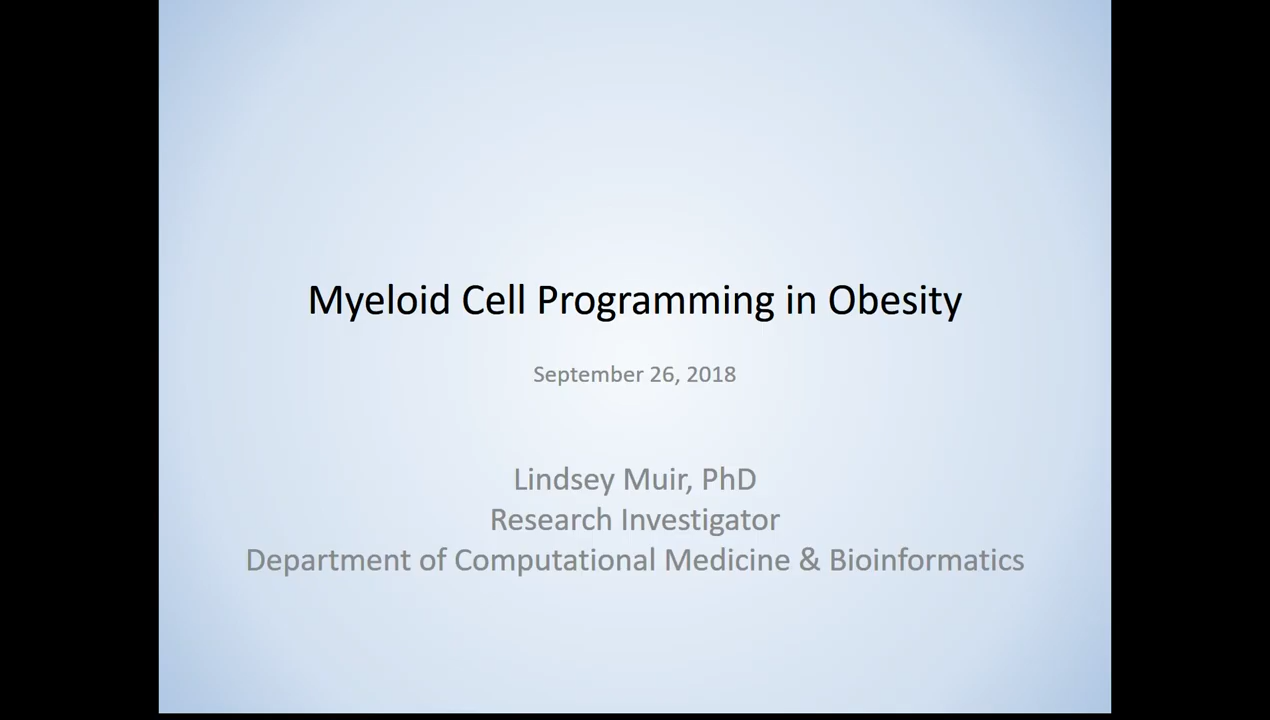 Myeloid Cell Programming in Obesity
September 26, 2018
Lindsey Muir, PhD
Research Investigator
Department of Computational Medicine & Bioinformatics